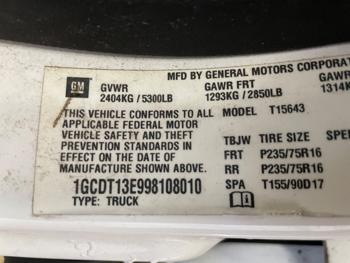 MFD BY GENERAL MOTORS CORPORAT
GM GVWR GAWR FRT GAWR
2404KG / 5300LB 1293KG / 2850LB 1314K
THIS VEHICLE CONFORMS TO ALL MODEL T15643
APPLICABLE FEDERAL MOTOR
VEHICLE SAFETY AND THEFT TBJW TIRE SIZE SPE
PREVENTION STANDARDS IN FRT P235/75R16
EFFECT ON THE DATE OF RR P235/75R16
MANUFACTURE SHOWN ABOVE. SPA T155/90D17
1GCDT13E998108010
TYPE: TRUCK